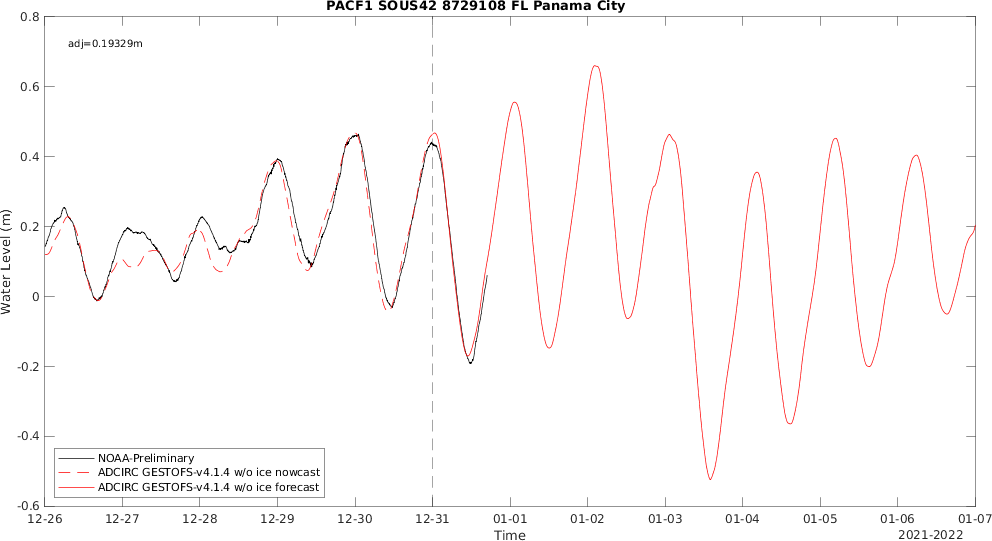 PACF1 SOUS42 8729108 FL Panama City
adj=0.19329m
0.8
0.6
0.4
0.2
0
-0.2
-0.4
-0.6
Water Level (m)
NOAA-Preliminary
ADCIRC GESTOFS-v4.1.4 w/o ice nowcast
ADCIRC GESTOFS-v4.1.4 w/o ice forecast
12-26 12-27 12-28 12-29 12-30 12-31 01-01 01-02 01-03 01-04 01-05 01-06 01-07
Time
2021-2022